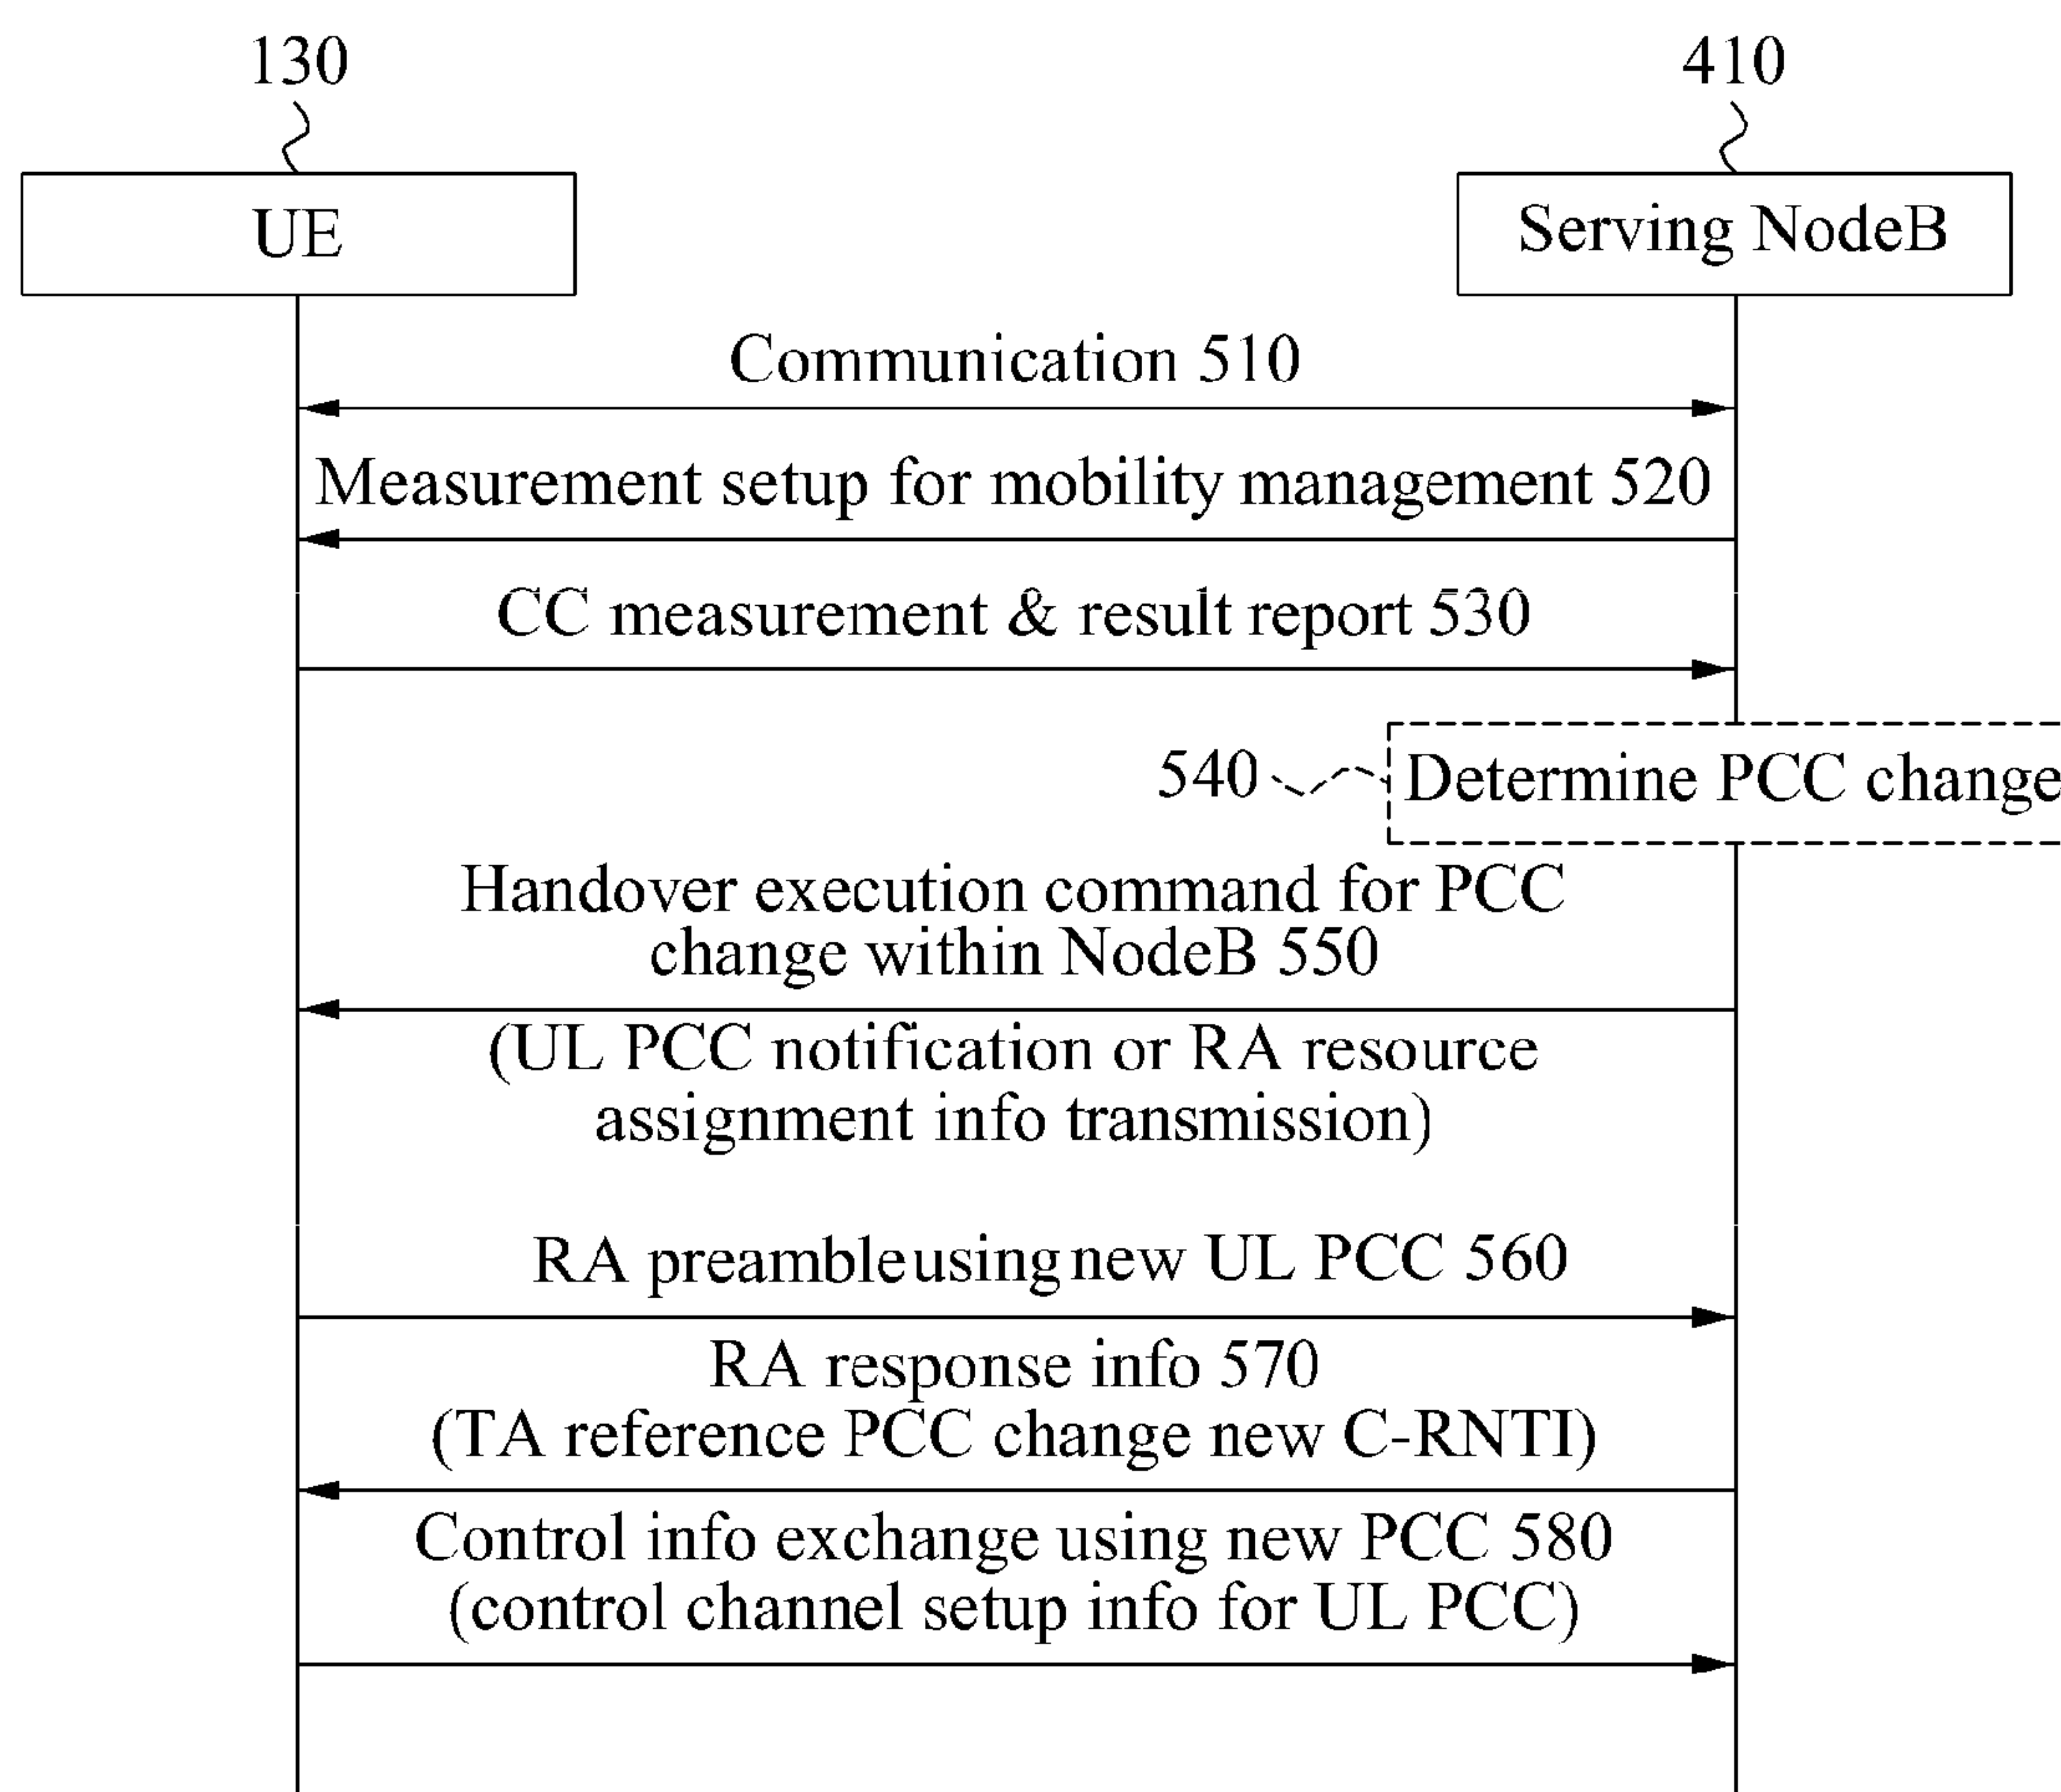 130
410
UE
Serving NodeB
Communication 510
Measurement setup for mobility management 520
CC measurement & result report 530
540
Determine PCC change
Handover execution command for PCC
change within NodeB 550
(UL PCC notification or RA resource
assignment info transmission)
RA preamble using new UL PCC 560
RA response info 570
(TA reference PCC change new C-RNTI)
Control info exchange using new PCC 580
(control channel setup info for UL PCC)